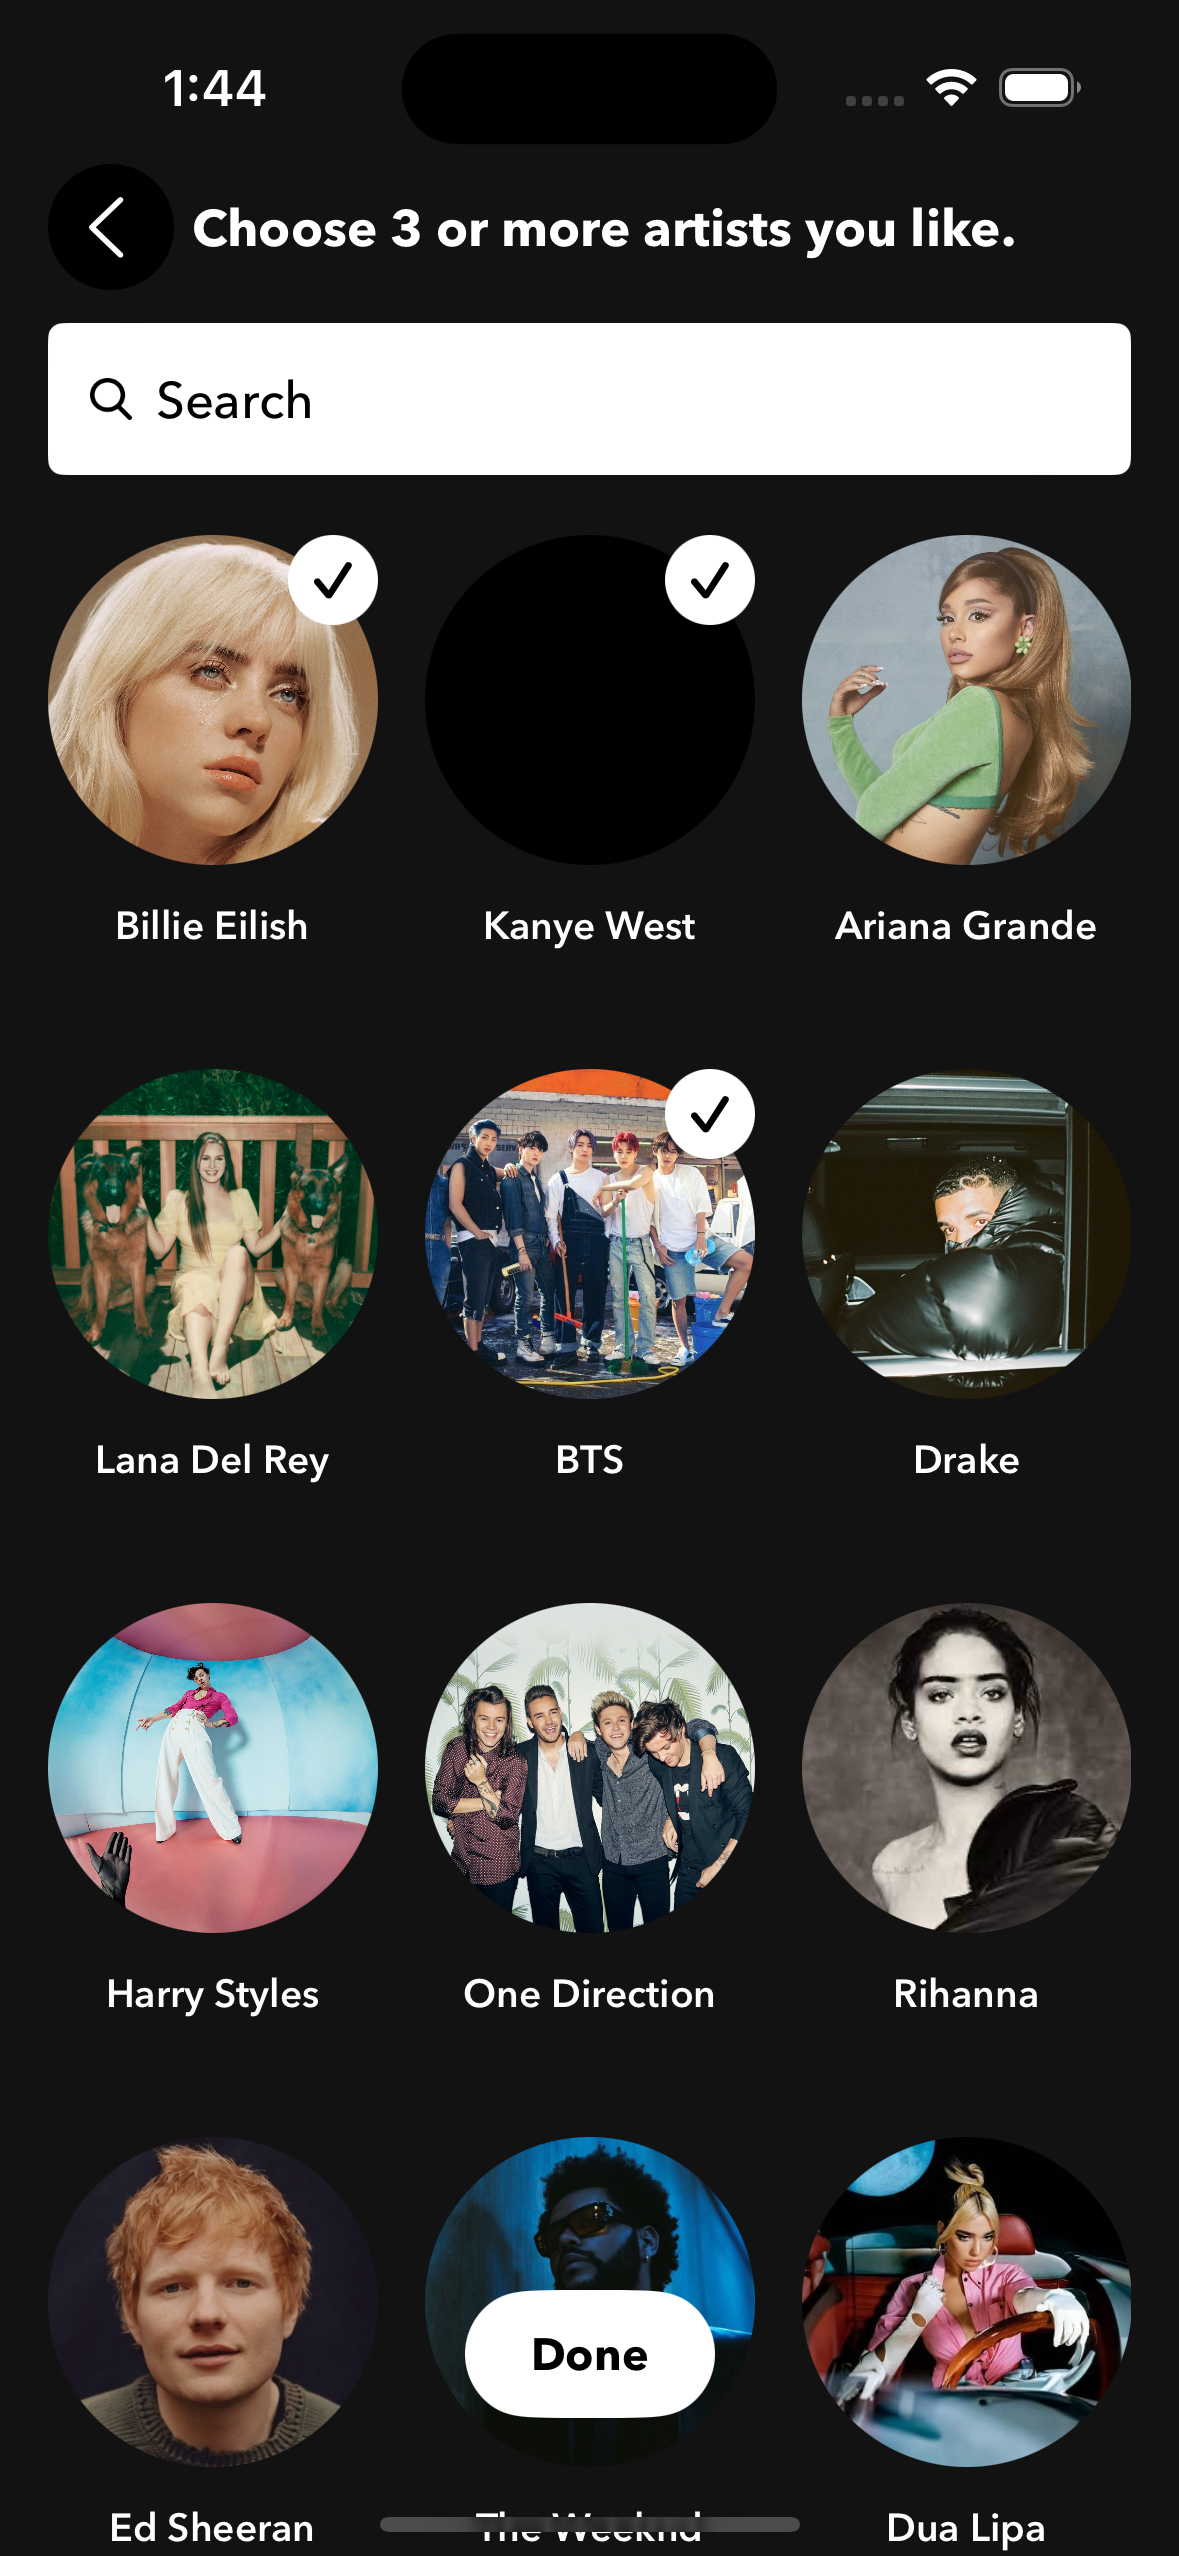 1:44
Choose 3 or more artists you like.
Search
Billie Eilish
Kanye West
Ariana Grande
SERV
Lana Del Rey
BTS
Drake
Harry Styles
One Direction
Rihanna
Done
Ed Sheeran
The Weeknd
Dua Lipa